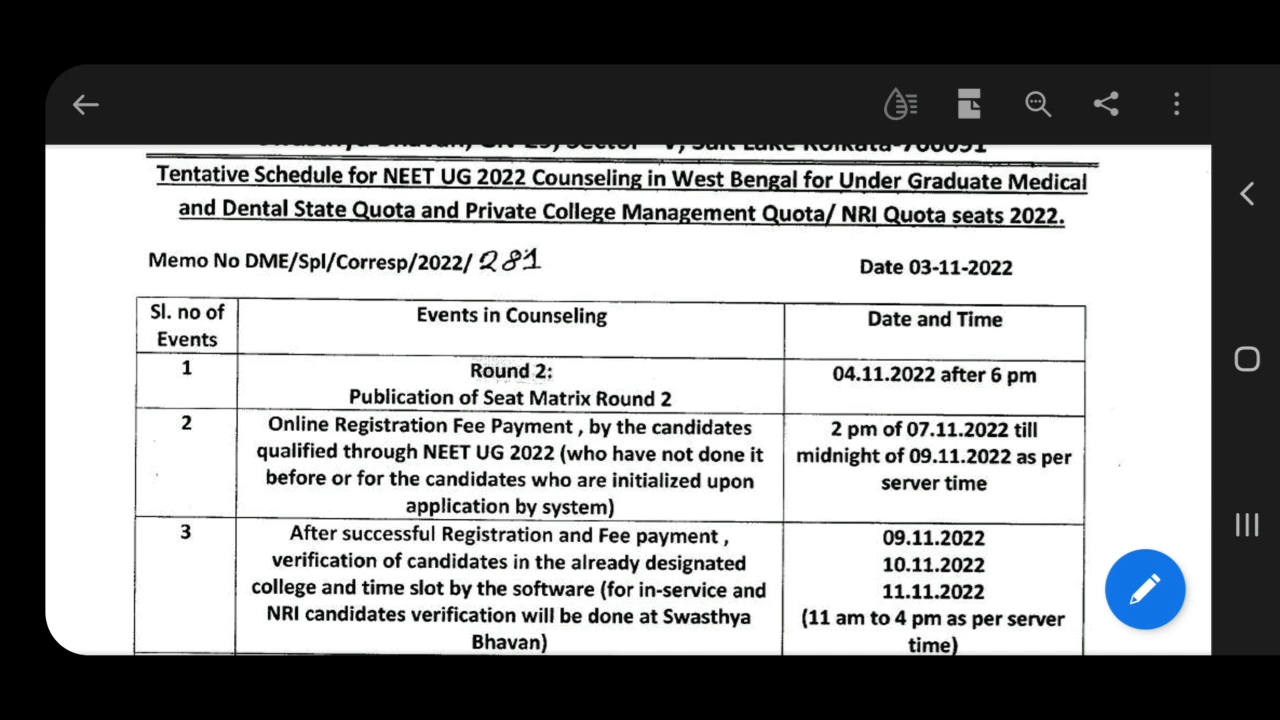 Tentative Schedule for NEET UG 2022 Counseling in West Bengal for Under Graduate Medical
and Dental State Quota and Private College Management Quota/ NRI Quota seats 2022.
Memo No DME/Spl/Corresp/2022/ 281
Date 03-11-2022
Sl. no of
Events
Events in Counseling
Date and Time
1
Round 2:
Publication of Seat Matrix Round 2
04.11.2022 after 6 pm
2
Online Registration Fee Payment , by the candidates
qualified through NEET UG 2022 (who have not done it
before or for the candidates who are initialized upon
application by system)
2 pm of 07.11.2022 till
midnight of 09.11.2022 as per
server time
3
After successful Registration and Fee payment ,
verification of candidates in the already designated
college and time slot by the software (for in-service and
NRI candidates verification will be done at Swasthya
Bhavan)
09.11.2022
10.11.2022
11.11.2022
(11 am to 4 pm as per server
time)